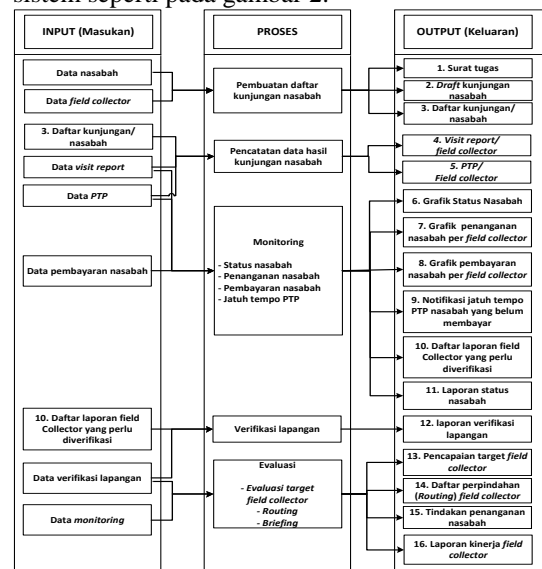 sistem seperti pada gambar 2.
INPUT (Masukan)
Data nasabah
Data field collector
3. Daftar kunjungan/
nasabah
Data visit report
Data PTP
Data pembayaran nasabah
10. Daftar laporan field
Collector yang perlu
diverifikasi
Data verifikasi lapangan
Data monitoring
PROSES
Pembuatan daftar
kunjungan nasabah
Pencatatan data hasil
kunjungan nasabah
Monitoring
- Status nasabah
- Penanganan nasabah
- Pembayaran nasabah
- Jatuh tempo PTP
Verifikasi lapangan
Evaluasi
- Evaluasi target
field collector
- Routing
- Briefing
OUTPUT (Keluaran)
1. Surat tugas
2. Draft kunjungan
nasabah
3. Daftar kunjungan/
nasabah
4. Visit report/
field collector
5. PTP/
Field collector
6. Grafik Status Nasabah
7. Grafik penganan
nasabah per field collector
8. Grafik pembayaran
nasabah per field collector
9. Notifikasi jatuh tempo
PTP nasabah yang belum
membayar
10. Daftar laporan field
Collector yang perlu
diverifikasi
11. Laporan status
nasabah
12. laporan verifikasi
lapangan
13. Pencapaian target field
collector
14. Daftar perpindahan
(Routing) field collector
15. Tindakan penanganan
nasabah
16. Laporan kinerja field
collector